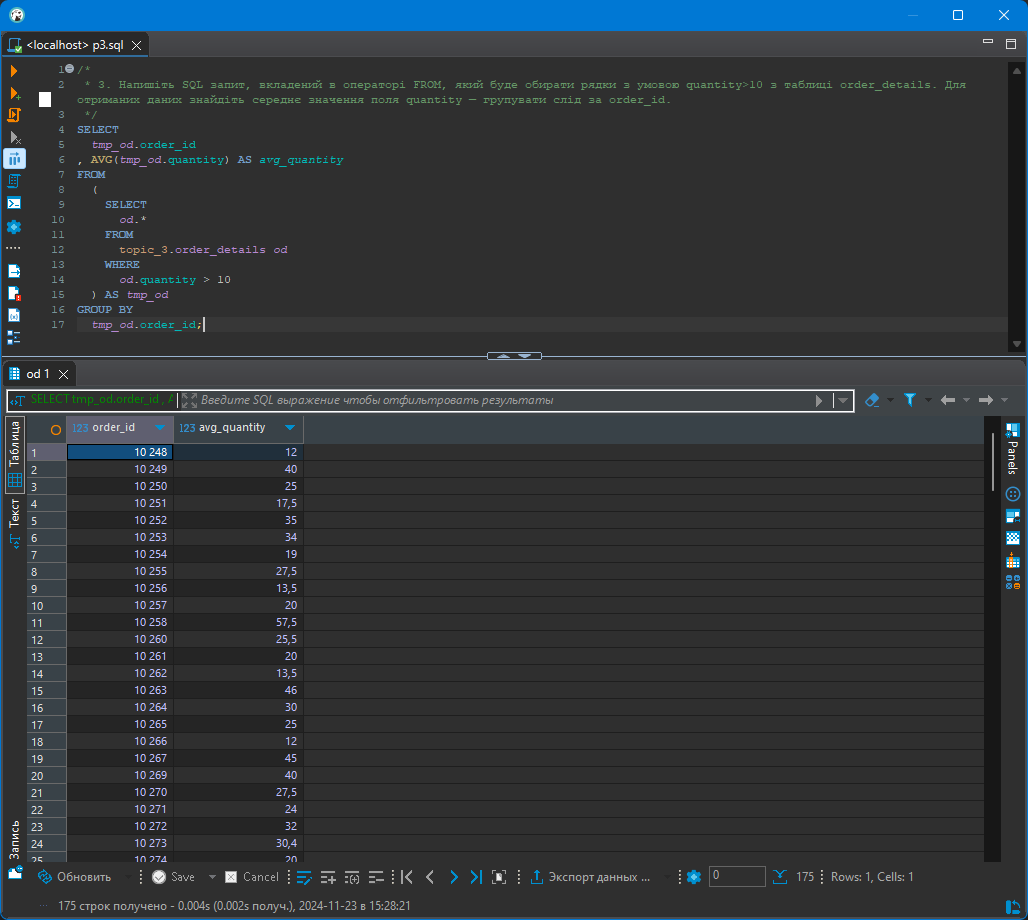 <localhost> p3.sql
1 /*
2 * 3. Напишіть SQL запит, вкладений в операторі FROM, який буде обирати рядки з умовою quantity>10 з таблиці order_details. Для
отриманих даних знайдіть середнє значення поля quantity — групувати слід за order_id.
3 */
4 SELECT
5 tmp_od.order_id
6 , AVG(tmp_od.quantity) AS avg_quantity
7 FROM
8 (
9 SELECT
10 od.*
11 FROM
12 topic_3.order_details od
13 WHERE
14 od.quantity > 10
15 ) AS tmp_od
16 GROUP BY
17 tmp_od.order_id;
od 1
SELECT tmp_od.order_id , A
Введите SQL выражение чтобы отфильтровать результаты
Таблица
Текст
Запись
Panels
123 order_id 123 avg_quantity
1 10 248 12
2 10 249 40
3 10 250 25
4 10 251 17,5
5 10 252 35
6 10 253 34
7 10 254 19
8 10 255 27,5
9 10 256 13,5
10 10 257 20
11 10 258 57,5
12 10 260 25,5
13 10 261 20
14 10 262 13,5
15 10 263 46
16 10 264 30
17 10 265 25
18 10 266 12
19 10 267 45
20 10 269 40
21 10 270 27,5
22 10 271 24
23 10 272 32
24 10 273 30,4
25 10 274 20
Обновить Save Cancel Экспорт данных ... 0 175 Rows: 1, Cells: 1
175 строк получено - 0.004s (0.002s получ.), 2024-11-23 в 15:28:21